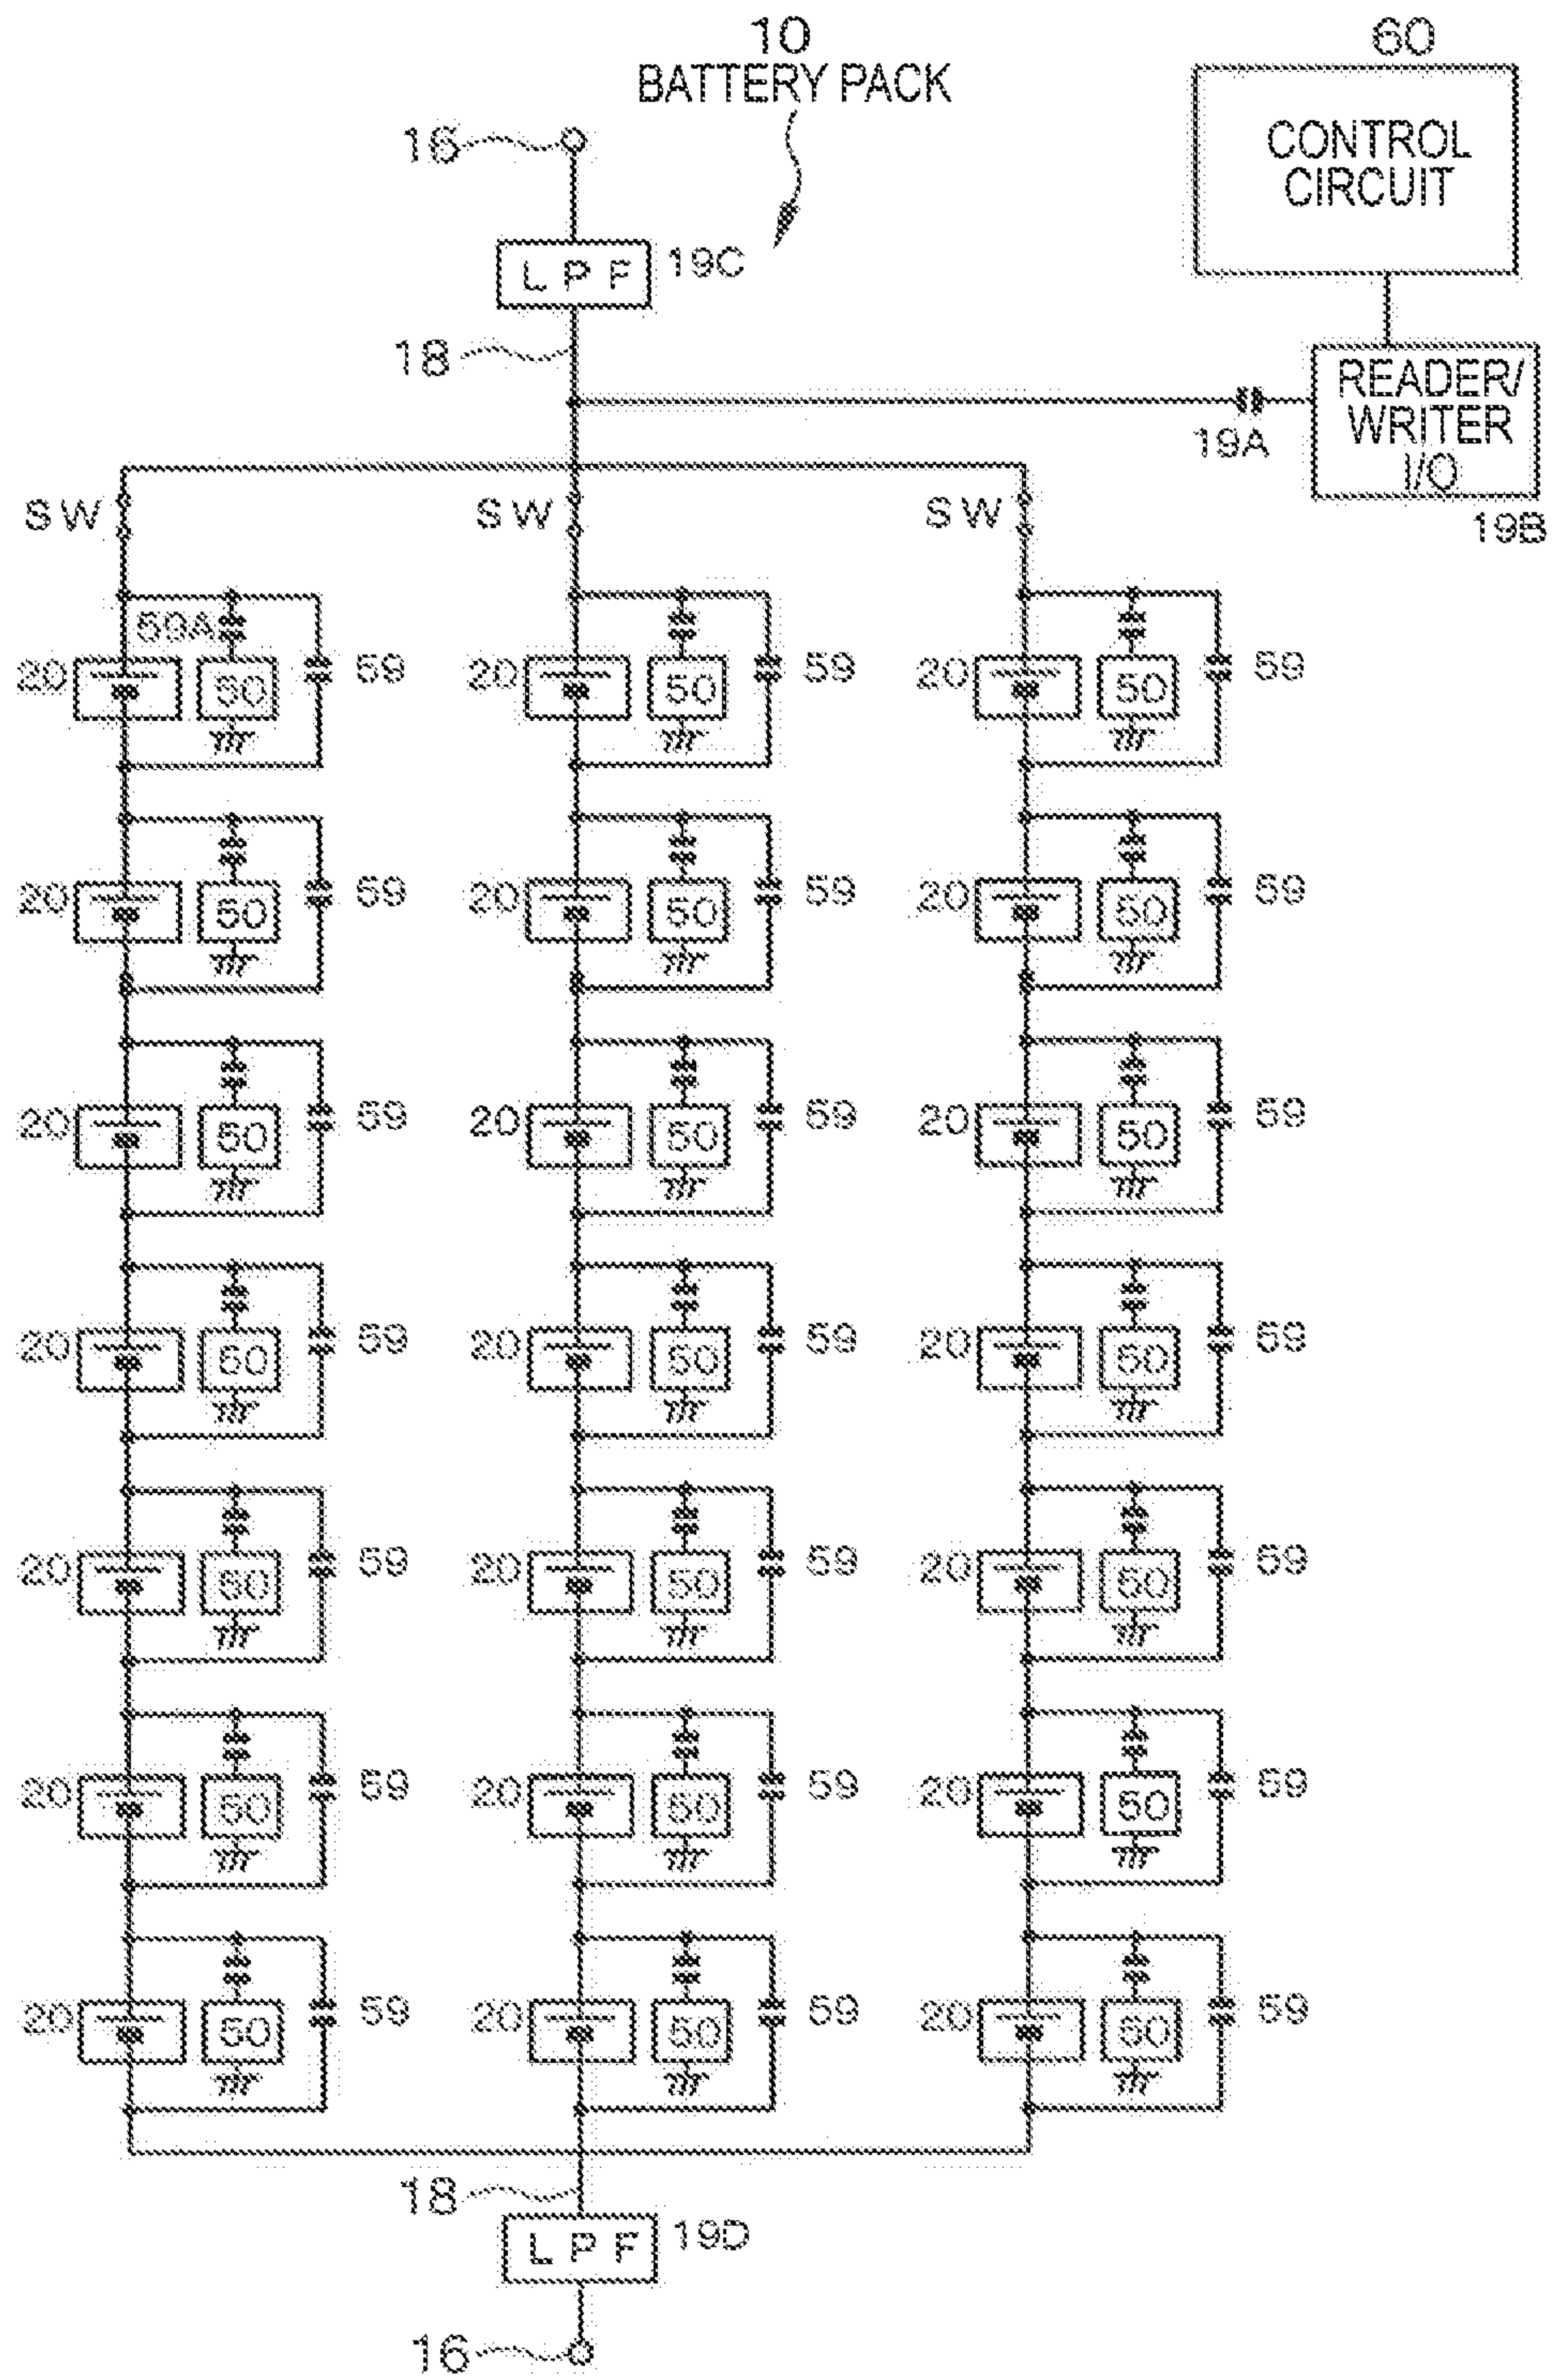 10
BATTERY PACK
60
CONTROL
CIRCUIT
16
LPF 19C
18
READER/
WRITER
I/O
19A
19B
SW SW SW
59A
20 50 59 20 50 59 20 50 59
20 50 59 20 50 59 20 50 59
20 50 59 20 50 59 20 50 59
20 50 59 20 50 59 20 50 59
20 50 59 20 50 59 20 50 59
20 50 59 20 50 59 20 50 59
20 50 59 20 50 59 20 50 59
18
LPF 19D
16